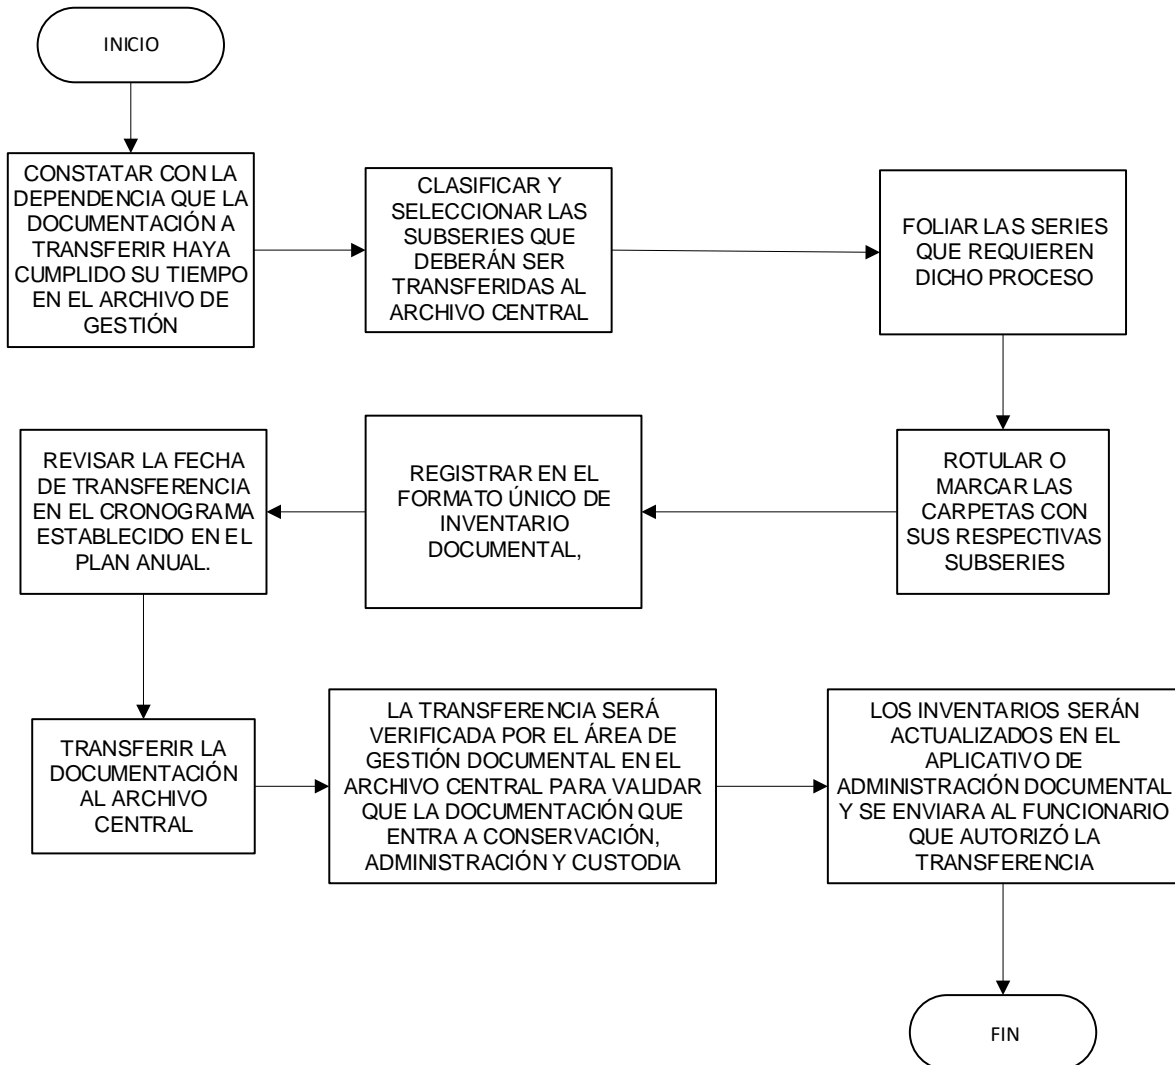 INICIO
CONSTATAR CON LA
DEPENDENCIA QUE LA
DOCUMENTACIÓN A
TRANSFERIR HAYA
CUMPLIDO SU TIEMPO
EN EL ARCHIVO DE
GESTIÓN
CLASIFICAR Y
SELECCIONAR LAS
SUBSERIES QUE
DEBERÁN SER
TRANSFERIDAS AL
ARCHIVO CENTRAL
FOLIAR LAS SERIES
QUE REQUIEREN
DICHO PROCESO
ROTULAR O
MARCAR LAS
CARPETAS CON
SUS RESPECTIVAS
SUBSERIES
REGISTRAR EN EL
FORMATO ÚNICO DE
INVENTARIO
DOCUMENTAL,
REVISAR LA FECHA
DE TRANSFERENCIA
EN EL CRONOGRAMA
ESTABLECIDO EN EL
PLAN ANUAL.
TRANSFERIR LA
DOCUMENTACIÓN
AL ARCHIVO
CENTRAL
LA TRANSFERENCIA SERÁ
VERIFICADA POR EL ÁREA DE
GESTIÓN DOCUMENTAL EN EL
ARCHIVO CENTRAL PARA VALIDAR
QUE LA DOCUMENTACIÓN QUE
ENTRA A CONSERVACIÓN,
ADMINISTRACIÓN Y CUSTODIA
LOS INVENTARIOS SERÁN
ACTUALIZADOS EN EL
APLICATIVO DE
ADMINISTRACIÓN DOCUMENTAL
Y SE ENVIARA AL FUNCIONARIO
QUE AUTORIZÓ LA
TRANSFERENCIA
FIN